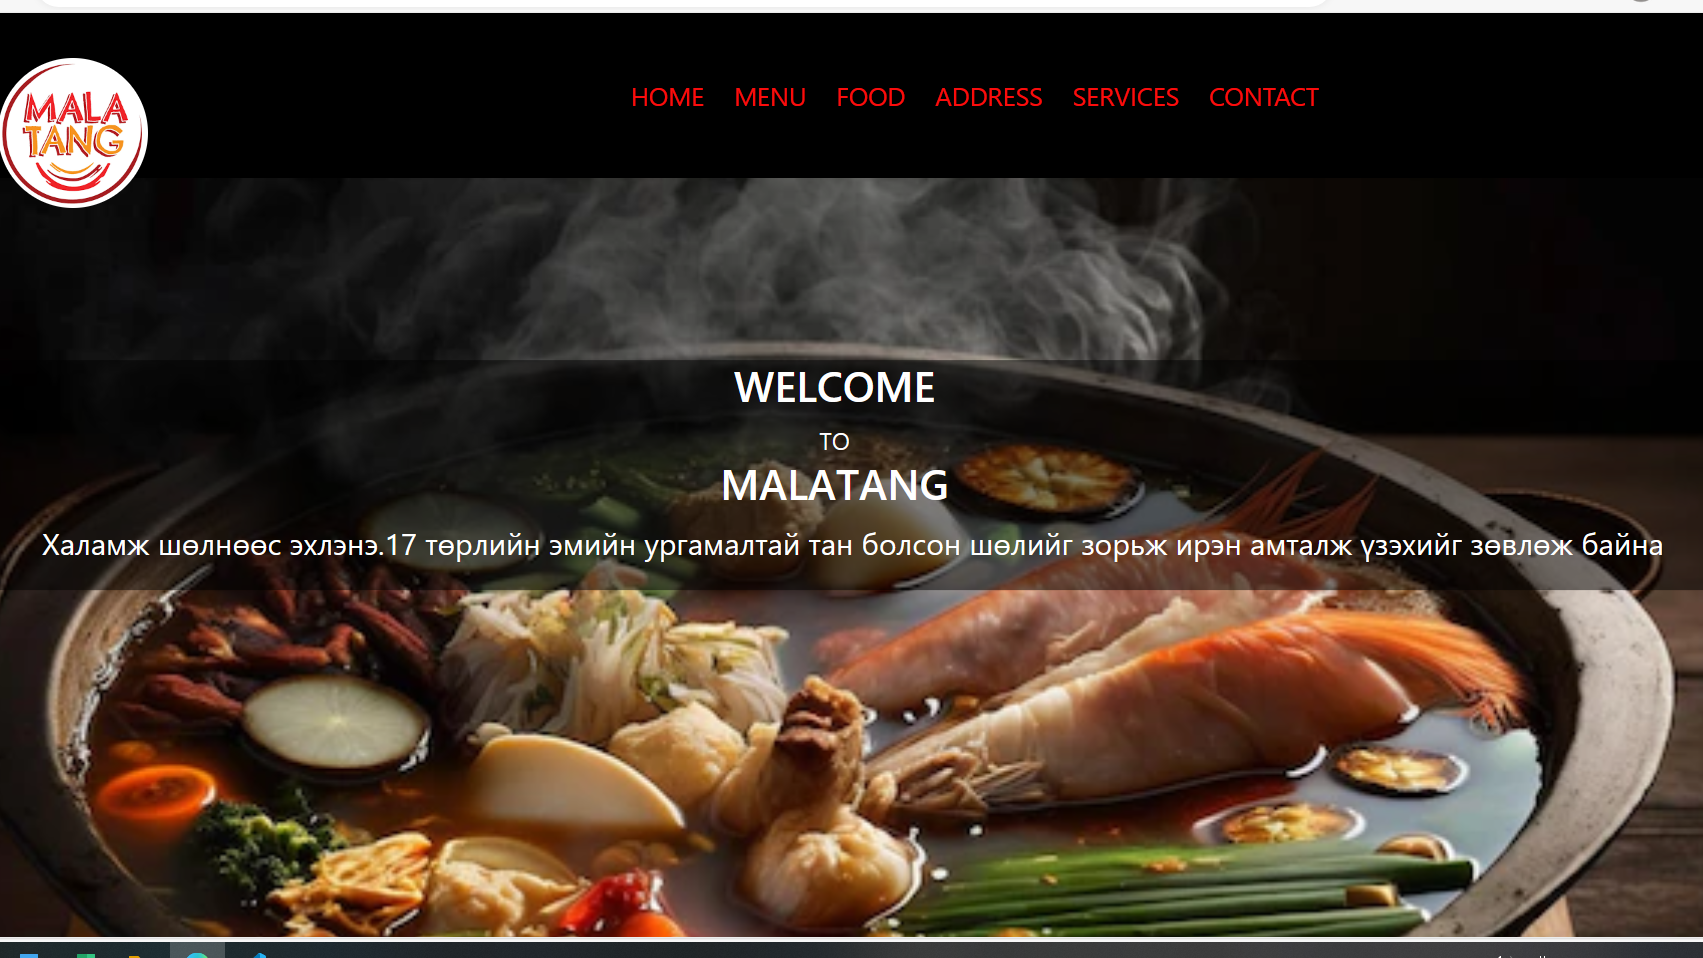 MALA
TANG
HOME MENU FOOD ADDRESS SERVICES CONTACT
WELCOME
TO
MALATANG
Халамж шөлнөөс эхлэнэ.17 төрлийн эмийн ургамалтай тан болсон шөлийг зорьж ирэн амталж үзэхийг зөвлөж байна